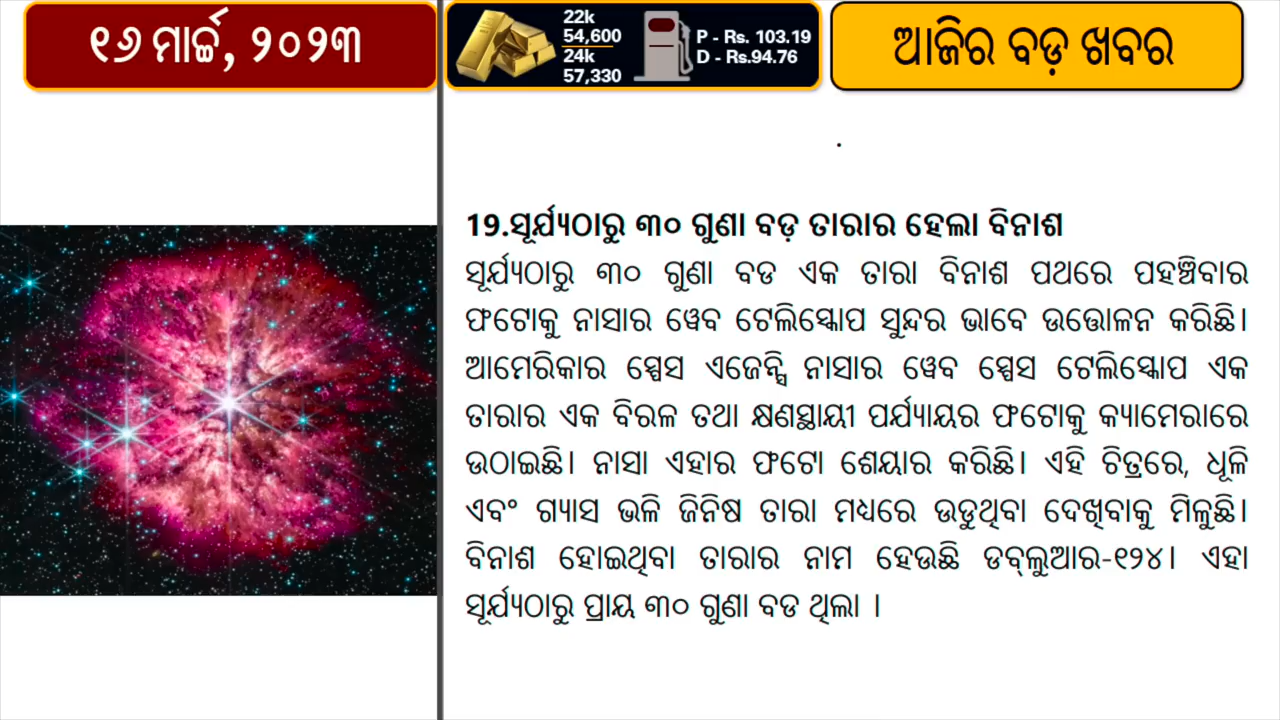 ୧୬ ମାର୍ଚ୍ଚ, ୨୦୨୩
22k
54,600
24k
57,330
P - Rs. 103.19
D - Rs.94.76
ଆଜିର ବଡ଼ ଖବର
19.ସୂର୍ଯ୍ୟଠାରୁ ୩୦ ଗୁଣା ବଡ଼ ତାରାର ହେଲା ବିନାଶ
ସୂର୍ଯ୍ୟଠାରୁ ୩୦ ଗୁଣା ବଡ ଏକ ତାରା ବିନାଶ ପଥରେ ପହଞ୍ଚିବାର
ଫଟୋକୁ ନାସାର ୱେବ ଟେଲିସ୍କୋପ ସୁନ୍ଦର ଭାବେ ଉତ୍ତୋଳନ କରିଛି।
ଆମେରିକାର ସ୍ପେସ ଏଜେନ୍ସି ନାସାର ୱେବ ସ୍ପେସ ଟେଲିସ୍କୋପ ଏକ
ତାରାର ଏକ ବିରଳ ତଥା କ୍ଷଣସ୍ଥାୟୀ ପର୍ଯ୍ୟାୟର ଫଟୋକୁ କ୍ୟାମେରାରେ
ଉଠାଇଛି। ନାସା ଏହାର ଫଟୋ ଶେୟାର କରିଛି। ଏହି ଚିତ୍ରରେ, ଧୂଳି
ଏବଂ ଗ୍ୟାସ ଭଳି ଜିନିଷ ତାରା ମଧ୍ୟରେ ଉଡୁଥିବା ଦେଖିବାକୁ ମିଳୁଛି।
ବିନାଶ ହୋଇଥିବା ତାରାର ନାମ ହେଉଛି ଡବ୍ଲୁଆର-୧୨୪। ଏହା
ସୂର୍ଯ୍ୟଠାରୁ ପ୍ରାୟ ୩୦ ଗୁଣା ବଡ ଥିଲା ।